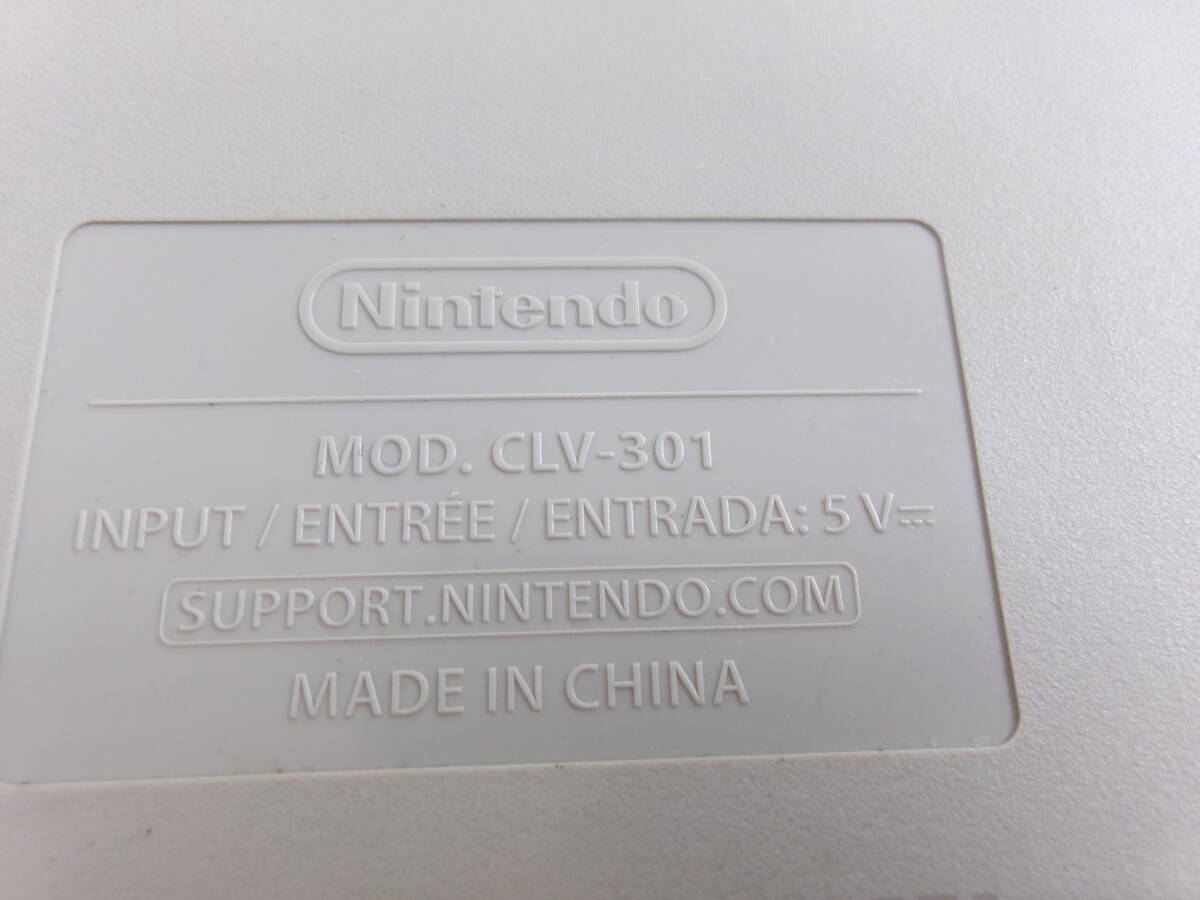 Nintendo
MOD. CLV-301
INPUT / ENTRÉE / ENTRADA: 5 V⎓
SUPPORT.NINTENDO.COM
MADE IN CHINA